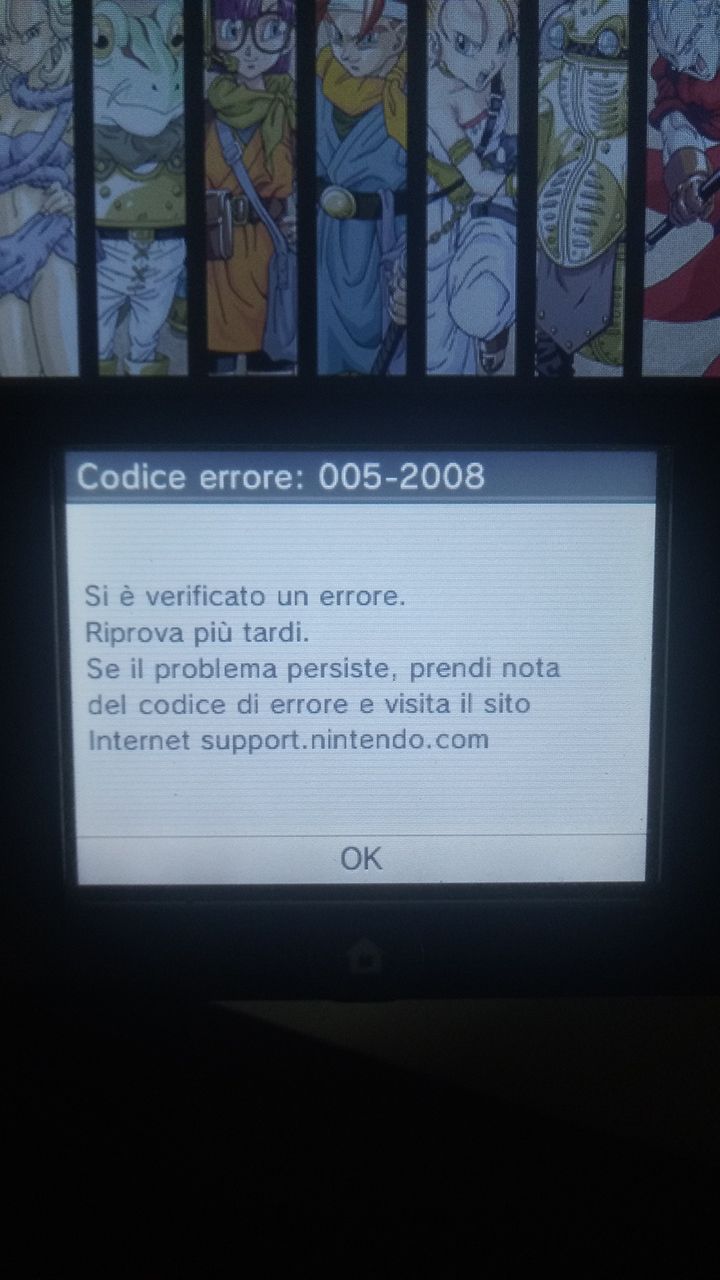 Codice errore: 005-2008
Si è verificato un errore.
Riprova più tardi.
Se il problema persiste, prendi nota
del codice di errore e visita il sito
Internet support.nintendo.com
OK